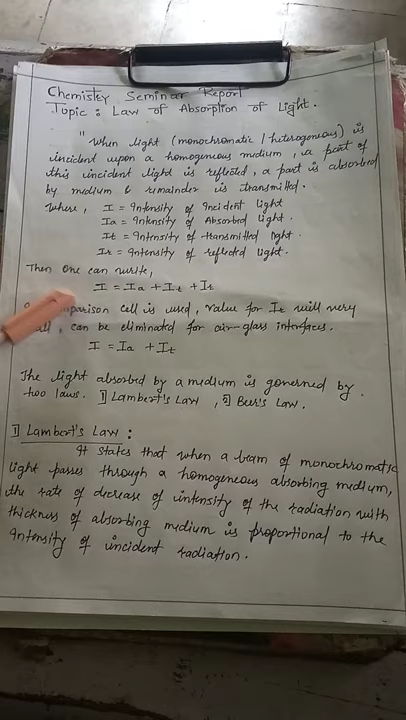 Chemistry Seminar Report
Topic : Law of Absorption of Light.
"When light (monochromatic / heterogeneous) is
incident upon a homogeneous medium, a part of
this incident light is reflected, a part is absorbed
by medium & remainder is transmitted.
Where, I = Intensity of Incident light
Ia = Intensity of Absorbed light.
It = Intensity of transmitted light.
Ir = Intensity of reflected light.
Then one can write,
I = Ia + It + Ir
comparison cell is used, value for Ir will very
small, can be eliminated for air-glass interfaces.
I = Ia + It
The light absorbed by a medium is governed by.
two laws. I] Lambert's Law, II] Beer's Law.
I] Lambert's Law :
It states that when a beam of monochromatic
light passes through a homogeneous absorbing medium,
the rate of decrease of intensity of the radiation with
thickness of absorbing medium is proportional to the
Intensity of incident radiation.